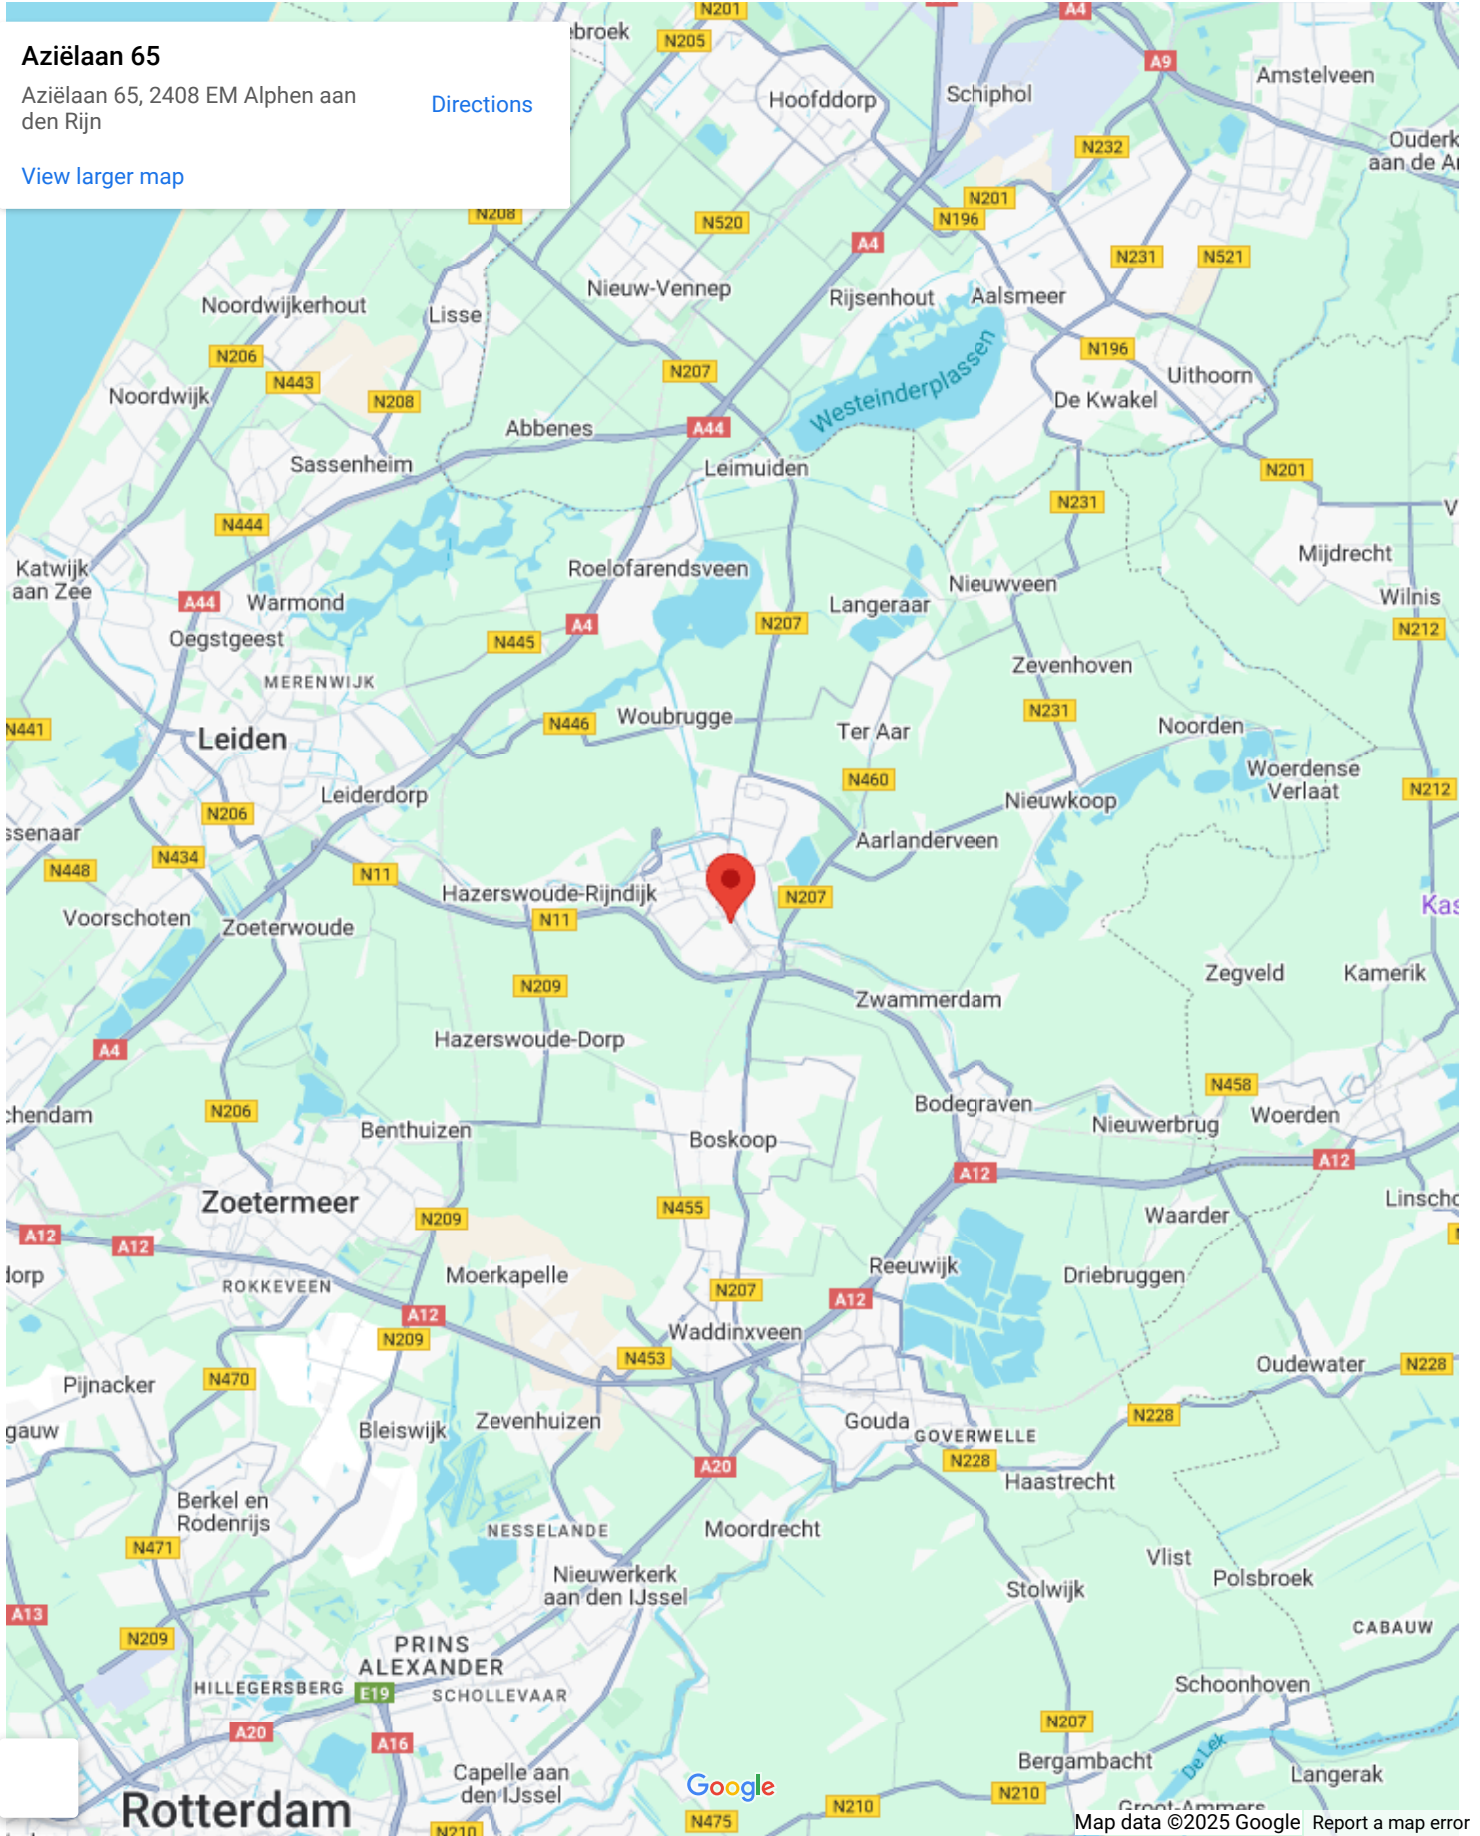 Aziëlaan 65
Aziëlaan 65, 2408 EM Alphen aan
den Rijn
Directions
View larger map
N201
A4
ebroek
N205
A9
Amstelveen
Hoofddorp
Schiphol
N232
N201
N208
N520
N196
A4
N231
N521
Nieuw-Vennep
Rijsenhout
Aalsmeer
Noordwijkerhout
Lisse
N206
N443
N207
Westeinderplassen
N196
Uithoorn
Noordwijk
N208
De Kwakel
Abbenes
A44
Sassenheim
Leimuiden
N201
N231
N444
Katwijk
aan Zee
Roelofarendsveen
Nieuwveen
Mijdrecht
A44
Warmond
Langeraar
Wilnis
Oegstgeest
N445
A4
N207
N212
MERENWIJK
Zevenhoven
N441
Leiden
N446
Woubrugge
Ter Aar
N231
Noorden
Leiderdorp
N460
Nieuwkoop
Woerdense
Verlaat
N212
N206
ssenaar
N434
Aarlanderveen
N448
N11
Hazerswoude-Rijndijk
N207
Voorschoten
Zoeterwoude
N11
Kas
N209
Zwammerdam
Zegveld
Kamerik
A4
Hazerswoude-Dorp
N458
chendam
N206
Benthuizen
Boskoop
Bodegraven
Nieuwerbrug
Woerden
A12
A12
Zoetermeer
N209
N455
Waarder
A12
A12
dorp
ROKKEVEEN
Moerkapelle
Reeuwijk
Driebruggen
A12
N209
N207
A12
Waddinxveen
N453
Oudewater
N228
Pijnacker
N470
gauw
Bleiswijk
Zevenhuizen
Gouda
GOVERWELLE
N228
A20
N228
Haastrecht
Berkel en
Rodenrijs
NESSELANDE
Moordrecht
N471
Vlist
Polsbroek
Nieuwerkerk
aan den IJssel
Stolwijk
A13
N209
PRINS
ALEXANDER
CABAUW
HILLEGERSBERG
E19
SCHOLLEVAAR
Schoonhoven
A20
A16
N207
De Lek
Bergambacht
Capelle aan
den IJssel
Google
N210
N210
Langerak
Rotterdam
N210
N475
Groot-Ammers
Map data ©2025 Google
Report a map error